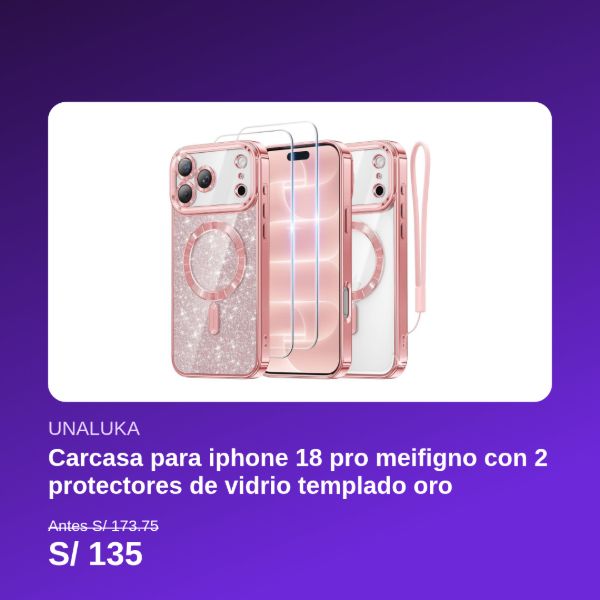 UNALUKA
Carcasa para iphone 18 pro meifigno con 2
protectores de vidrio templado oro
Antes S/ 173.75
S/ 135